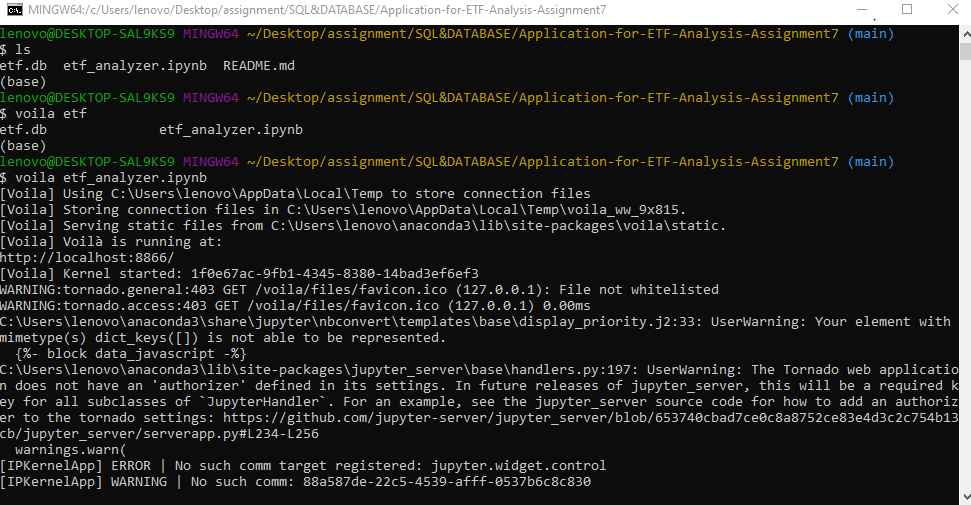 MINGW64:/c/Users/lenovo/Desktop/assignment/SQL&DATABASE/Application-for-ETF-Analysis-Assignment7
lenovo@DESKTOP-SAL9KS9 MINGW64 ~/Desktop/assignment/SQL&DATABASE/Application-for-ETF-Analysis-Assignment7 (main)
$ ls
etf.db  etf_analyzer.ipynb  README.md
(base)
lenovo@DESKTOP-SAL9KS9 MINGW64 ~/Desktop/assignment/SQL&DATABASE/Application-for-ETF-Analysis-Assignment7 (main)
$ voila etf
etf.db              etf_analyzer.ipynb
(base)
lenovo@DESKTOP-SAL9KS9 MINGW64 ~/Desktop/assignment/SQL&DATABASE/Application-for-ETF-Analysis-Assignment7 (main)
$ voila etf_analyzer.ipynb
[Voila] Using C:\Users\lenovo\AppData\Local\Temp to store connection files
[Voila] Storing connection files in C:\Users\lenovo\AppData\Local\Temp\voila_ww_9x815.
[Voila] Serving static files from C:\Users\lenovo\anaconda3\lib\site-packages\voila\static.
[Voila] Voilà is running at:
http://localhost:8866/
[Voila] Kernel started: 1f0e67ac-9fb1-4345-8380-14bad3ef6ef3
WARNING:tornado.general:403 GET /voila/files/favicon.ico (127.0.0.1): File not whitelisted
WARNING:tornado.access:403 GET /voila/files/favicon.ico (127.0.0.1) 0.00ms
C:\Users\lenovo\anaconda3\share\jupyter\nbconvert\templates\base\display_priority.j2:33: UserWarning: Your element with
mimetype(s) dict_keys([]) is not able to be represented.
  {%- block data_javascript -%}
C:\Users\lenovo\anaconda3\lib\site-packages\jupyter_server\base\handlers.py:197: UserWarning: The Tornado web applicatio
n does not have an 'authorizer' defined in its settings. In future releases of jupyter_server, this will be a required k
ey for all subclasses of `JupyterHandler`. For an example, see the jupyter_server source code for how to add an authoriz
er to the tornado settings: https://github.com/jupyter-server/jupyter_server/blob/653740cbad7ce0c8a8752ce83e4d3c2c754b13
cb/jupyter_server/serverapp.py#L234-L256
  warnings.warn(
[IPKernelApp] ERROR | No such comm target registered: jupyter.widget.control
[IPKernelApp] WARNING | No such comm: 88a587de-22c5-4539-afff-0537b6c8c830